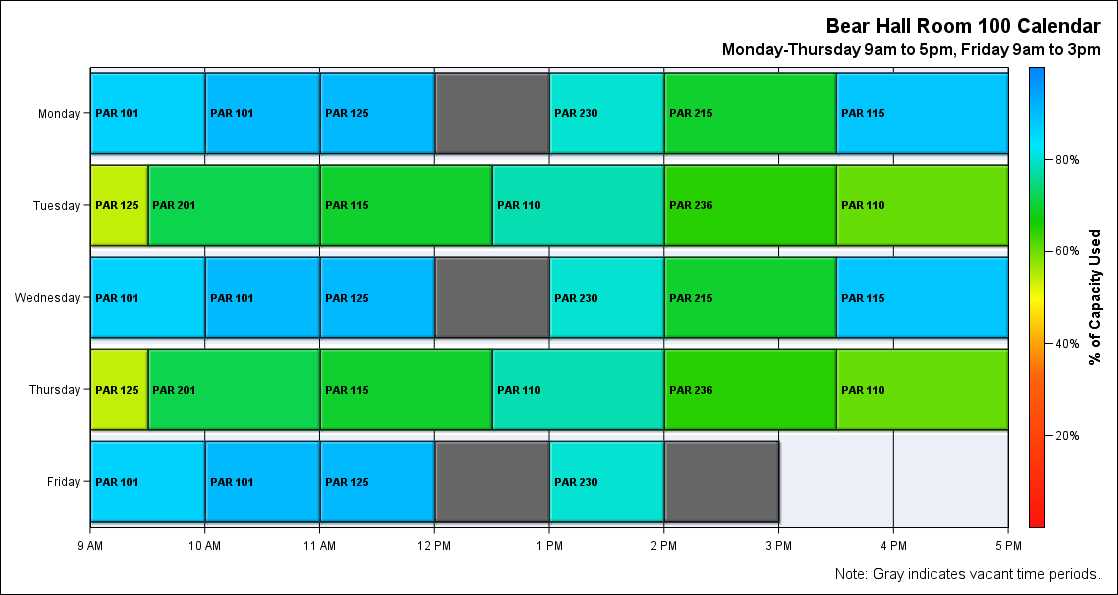 Bear Hall Room 100 Calendar
Monday-Thursday 9am to 5pm, Friday 9am to 3pm
Monday PAR 101 PAR 101 PAR 125 PAR 230 PAR 215 PAR 115
80%
Tuesday PAR 125 PAR 201 PAR 115 PAR 110 PAR 236 PAR 110
60%
% of Capacity Used
Wednesday PAR 101 PAR 101 PAR 125 PAR 230 PAR 215 PAR 115
40%
Thursday PAR 125 PAR 201 PAR 115 PAR 110 PAR 236 PAR 110
20%
Friday PAR 101 PAR 101 PAR 125 PAR 230
9 AM 10 AM 11 AM 12 PM 1 PM 2 PM 3 PM 4 PM 5 PM
Note: Gray indicates vacant time periods.